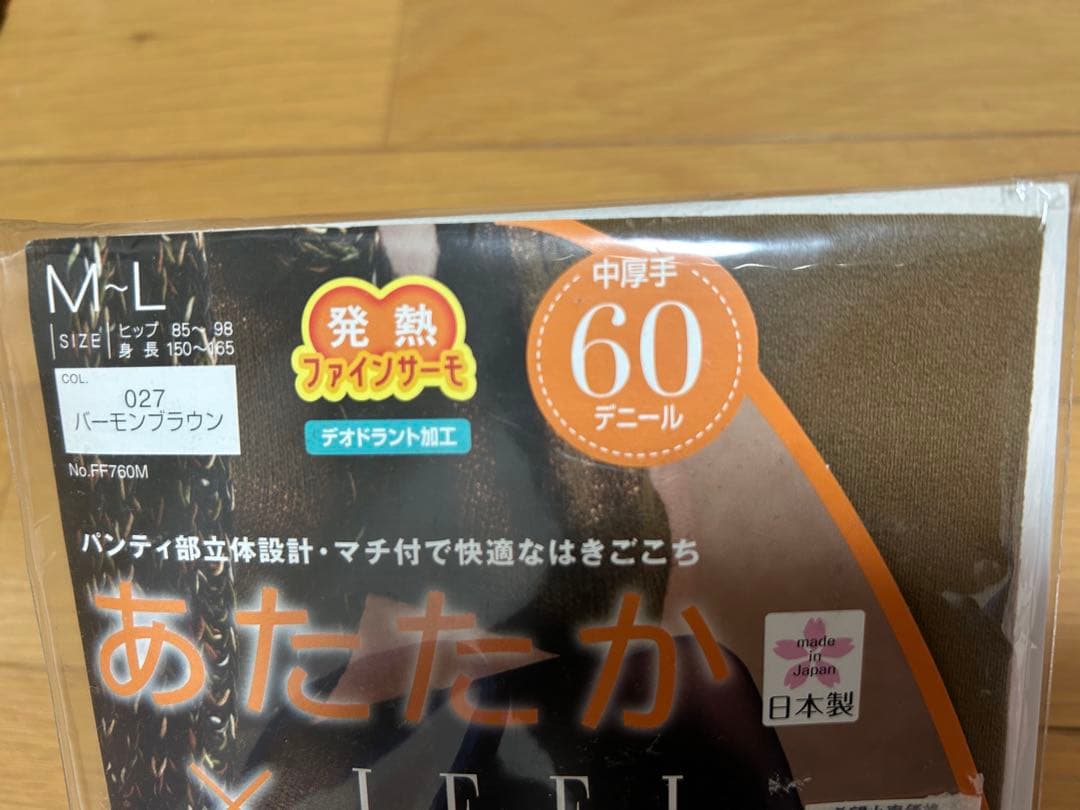 M~L
SIZE
ヒップ 85〜98
身長 150〜165
COL.
027
バーモンブラウン
No.FF760M
発熱
ファインサーモ
デオドラント加工
中厚手
60
デニール
パンティ部立体設計・マチ付で快適なはきごこち
あたたか
made
in
Japan
日本製